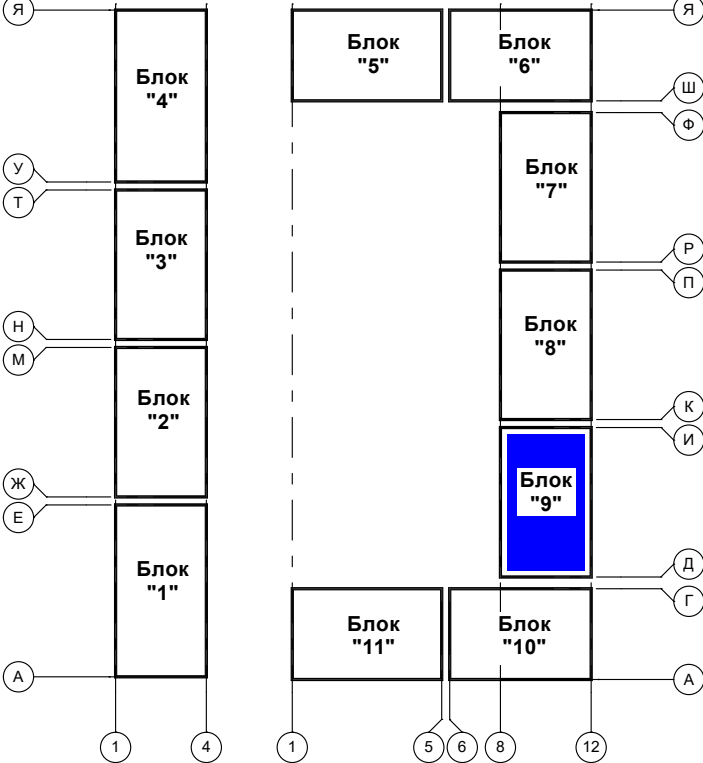 Я
Я
Блок
"4"
Блок
"5"
Блок
"6"
Ш
Ф
У
Т
Блок
"7"
Блок
"3"
Р
П
Н
М
Блок
"8"
Блок
"2"
К
И
Ж
Е
Блок
"9"
Блок
"1"
Д
Г
Блок
"11"
Блок
"10"
А
А
1
4
1
5
6
8
12